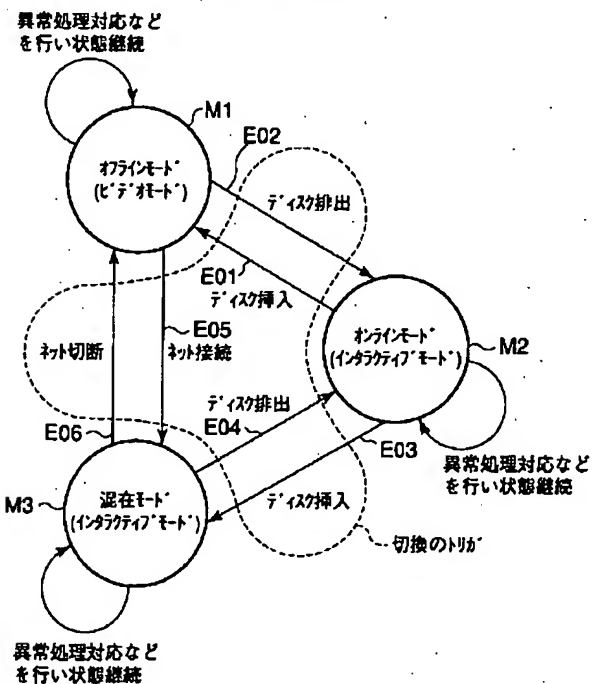 異常処理対応など
を行い状態継続
M1
E02
オフラインモード
(ビデオモード)
ディスク排出
E01
ディスク挿入
オンラインモード
(インタラクティブモード)
M2
E05
ネット切断
ネット接続
ディスク排出
E04
E06
E03
異常処理対応など
を行い状態継続
M3
混在モード
(インタラクティブモード)
ディスク挿入
切換のトリガ
異常処理対応など
を行い状態継続